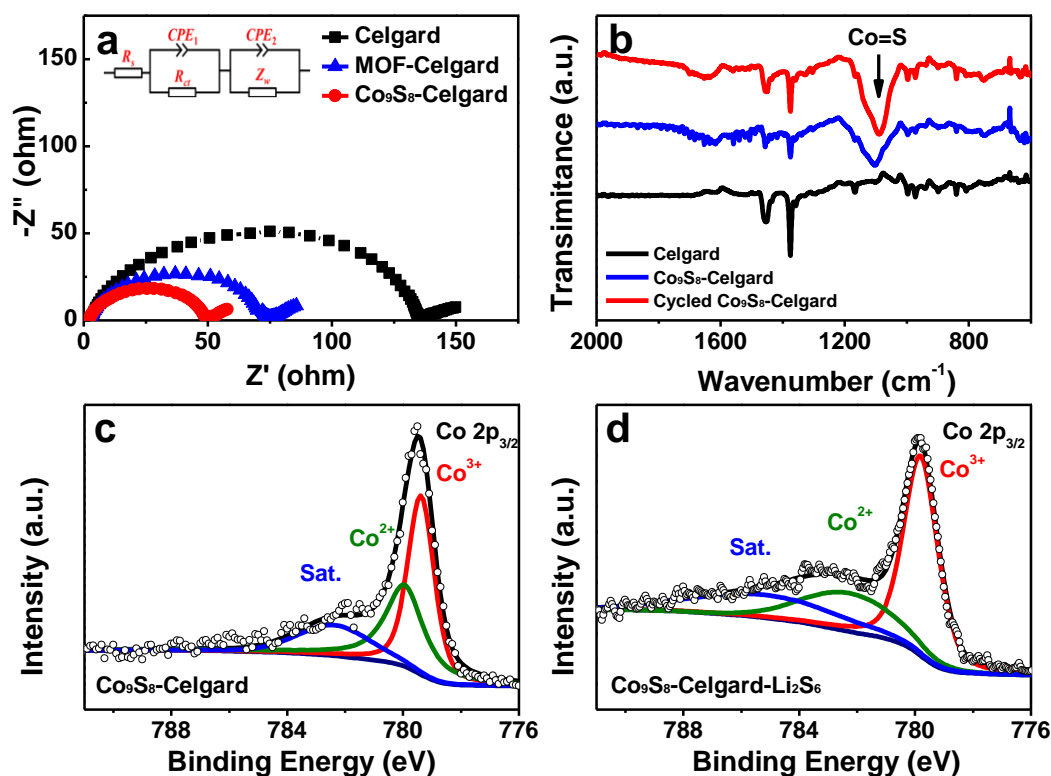 a
CPE1
CPE2
Rs
Rct
Zw
Celgard
MOF-Celgard
Co₉S₈-Celgard
150
100
50
0
0
50
100
150
-Z" (ohm)
Z' (ohm)
b
Co=S
Celgard
Co₉S₈-Celgard
Cycled Co₉S₈-Celgard
2000
1600
1200
800
Transimitance (a.u.)
Wavenumber (cm⁻¹)
c
Co 2p3/2
Co³⁺
Co²⁺
Sat.
Co₉S₈-Celgard
788
784
780
776
Intensity (a.u.)
Binding Energy (eV)
d
Co 2p3/2
Co³⁺
Co²⁺
Sat.
Co₉S₈-Celgard-Li₂S₆
788
784
780
776
Intensity (a.u.)
Binding Energy (eV)